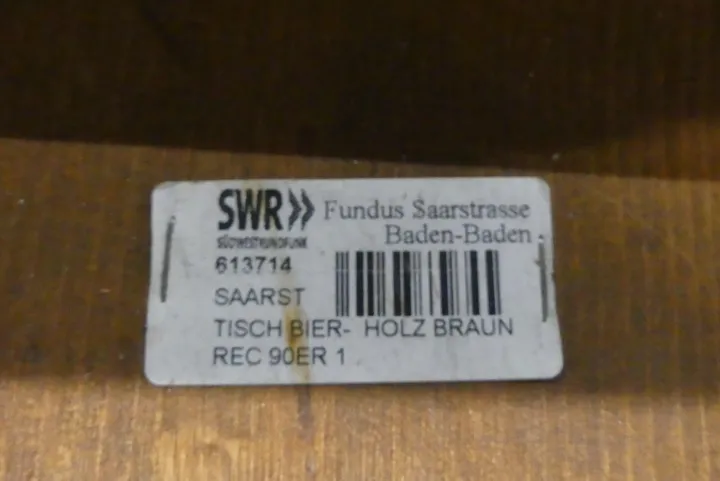 SWR» Fundus Saarstrasse
SÜDWESTRUNDFUNK Baden-Baden
613714
SAARST
TISCH BIER- HOLZ BRAUN
REC 90ER 1